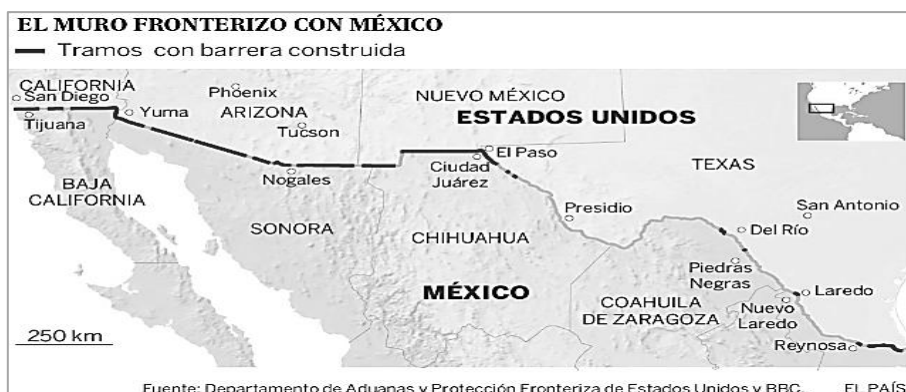 EL MURO FRONTERIZO CON MÉXICO
Tramos con barrera construida
CALIFORNIA
San Diego
Tijuana
Yuma
Phoenix
ARIZONA
Tucson
NUEVO MÉXICO
ESTADOS UNIDOS
El Paso
Ciudad
Juárez
TEXAS
Nogales
BAJA
CALIFORNIA
SONORA
CHIHUAHUA
Presidio
San Antonio
Del Río
Piedras
Negras
MÉXICO
COAHUILA
DE ZARAGOZA
Laredo
Nuevo
Laredo
Reynosa
250 km
Fuente: Departamento de Aduanas y Protección Fronteriza de Estados Unidos y BBC. EL PAÍS